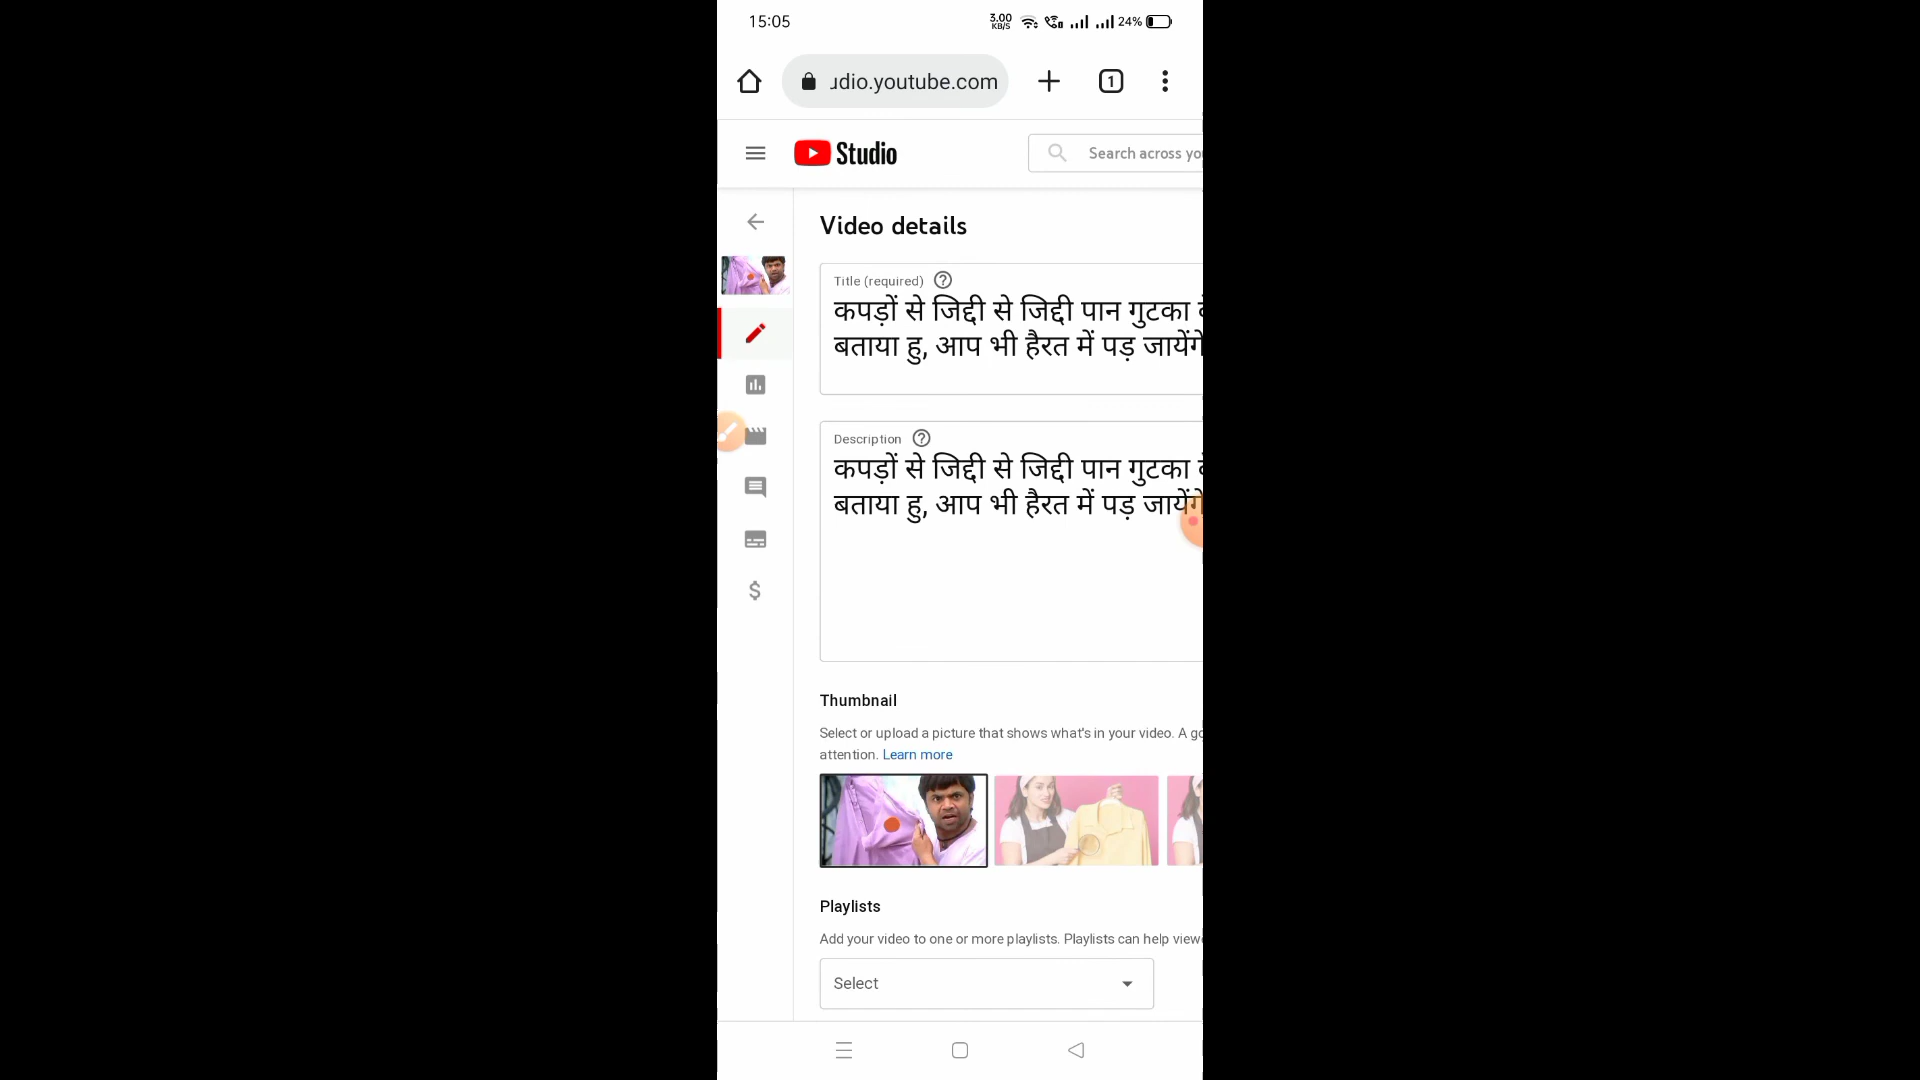 15:05
3.00 KB/S
24%
udio.youtube.com
1
Studio
Search across yo
Video details
Title (required)
कपड़ों से जिद्दी से जिद्दी पान गुटका
बताया हु, आप भी हैरत में पड़ जायेंगे
Description
कपड़ों से जिद्दी से जिद्दी पान गुटका
बताया हु, आप भी हैरत में पड़ जायेंगे
Thumbnail
Select or upload a picture that shows what's in your video. A go
attention. Learn more
Playlists
Add your video to one or more playlists. Playlists can help view
Select